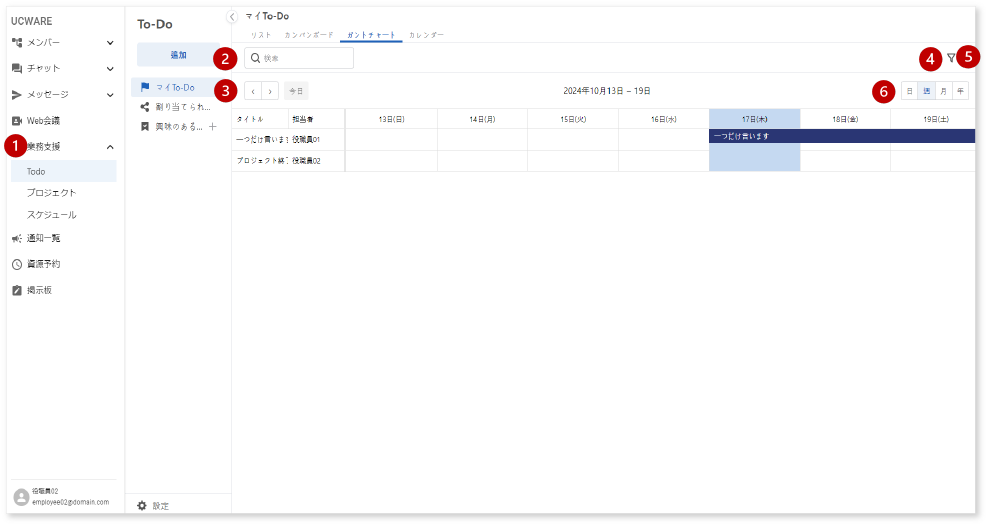 UCWARE
メンバー
チャット
メッセージ
Web会議
1
業務支援
Todo
プロジェクト
スケジュール
通知一覧
資源予約
掲示板
役職員02
employee02@domain.com
To-Do
追加
マイTo-Do
割り当てられ...
興味のある...
設定
マイTo-Do
リスト カンバンボード ガントチャート カレンダー
2 検索 4 5
3 今日 2024年10月13日 – 19日 6 日 週 月 年
タイトル 担当者 13日(日) 14日(月) 15日(火) 16日(水) 17日(木) 18日(金) 19日(土)
一つだけ言いま 役職員01 一つだけ言います
プロジェクト終 役職員02